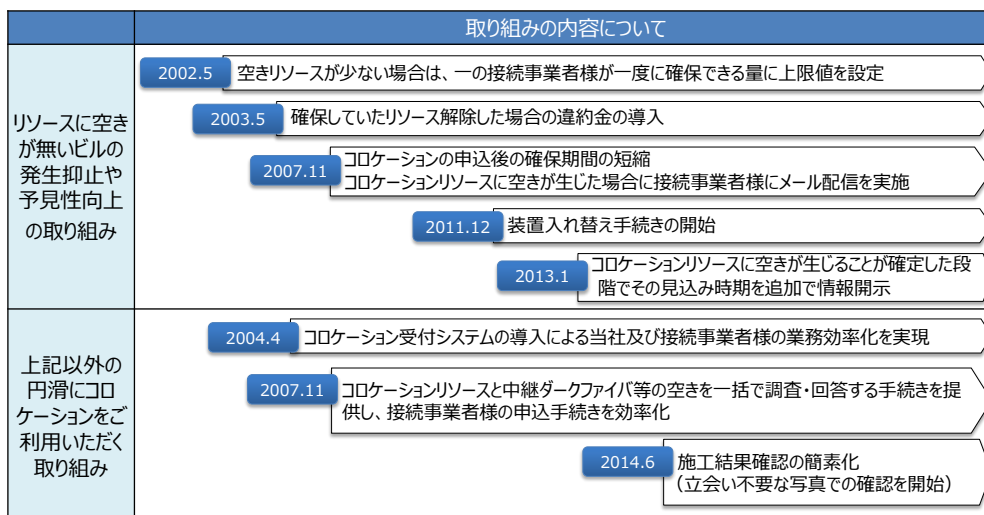 取り組みの内容について
リソースに空き
が無いビルの
発生抑止や
予見性向上
の取り組み
2002.5
空きリソースが少ない場合は、一の接続事業者様が一度に確保できる量に上限値を設定
2003.5
確保していたリソース解除した場合の違約金の導入
2007.11
コロケーションの申込後の確保期間の短縮
コロケーションリソースに空きが生じた場合に接続事業者様にメール配信を実施
2011.12
装置入れ替え手続きの開始
2013.1
コロケーションリソースに空きが生じることが確定した段
階でその見込み時期を追加で情報開示
上記以外の
円滑にコロ
ケーションをご
利用いただく
取り組み
2004.4
コロケーション受付システムの導入による当社及び接続事業者様の業務効率化を実現
2007.11
コロケーションリソースと中継ダークファイバ等の空きを一括で調査・回答する手続きを提
供し、接続事業者様の申込手続きを効率化
2014.6
施工結果確認の簡素化
（立会い不要な写真での確認を開始）